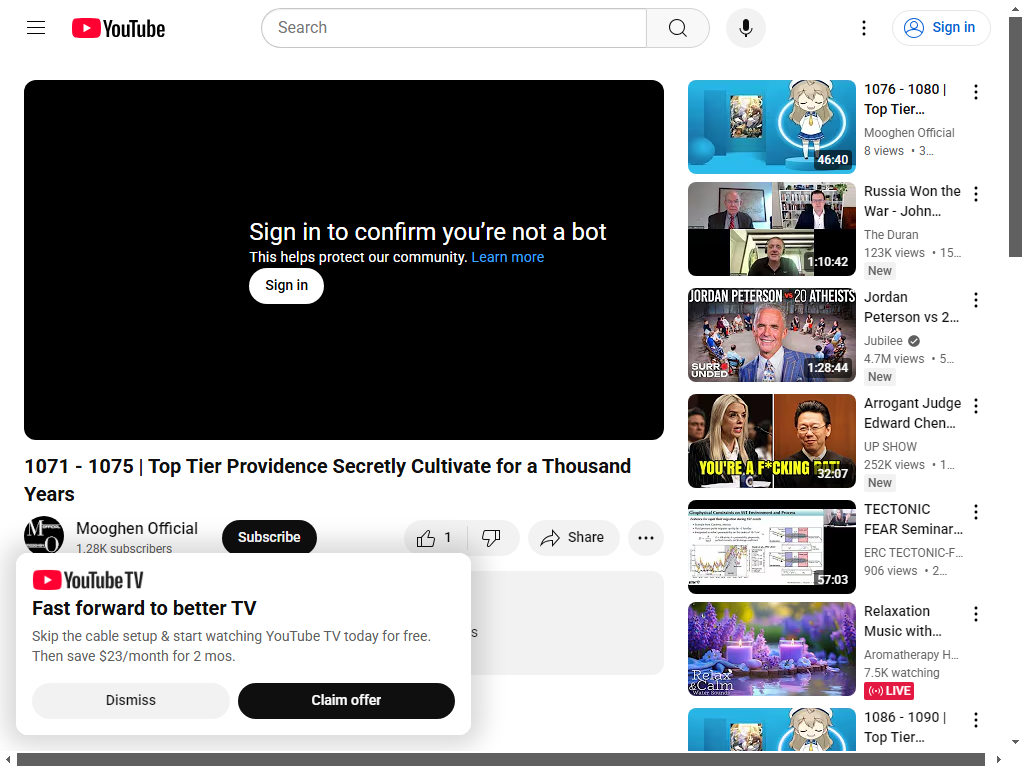 YouTube
Search
Sign in
Sign in to confirm you’re not a bot
This helps protect our community. Learn more
Sign in
1071 - 1075 | Top Tier Providence Secretly Cultivate for a Thousand
Years
Mooghen Official
1.28K subscribers
Subscribe
1
Share
YouTube TV
Fast forward to better TV
Skip the cable setup & start watching YouTube TV today for free.
Then save $23/month for 2 mos.
Dismiss
Claim offer
s
46:40
1076 - 1080 |
Top Tier…
Mooghen Official
8 views • 3…
1:10:42
Russia Won the
War - John…
The Duran
123K views • 15…
New
JORDAN PETERSON VS 20 ATHEISTS
SURROUNDED
1:28:44
Jordan
Peterson vs 2…
Jubilee
4.7M views • 5…
New
YOU'RE A F*CKING RAT!
32:07
Arrogant Judge
Edward Chen…
UP SHOW
252K views • 1…
New
57:03
TECTONIC
FEAR Seminar…
ERC TECTONIC-F…
906 views • 2…
Relax
&Calm
Water Sounds
Relaxation
Music with…
Aromatherapy H…
7.5K watching
LIVE
1086 - 1090 |
Top Tier…